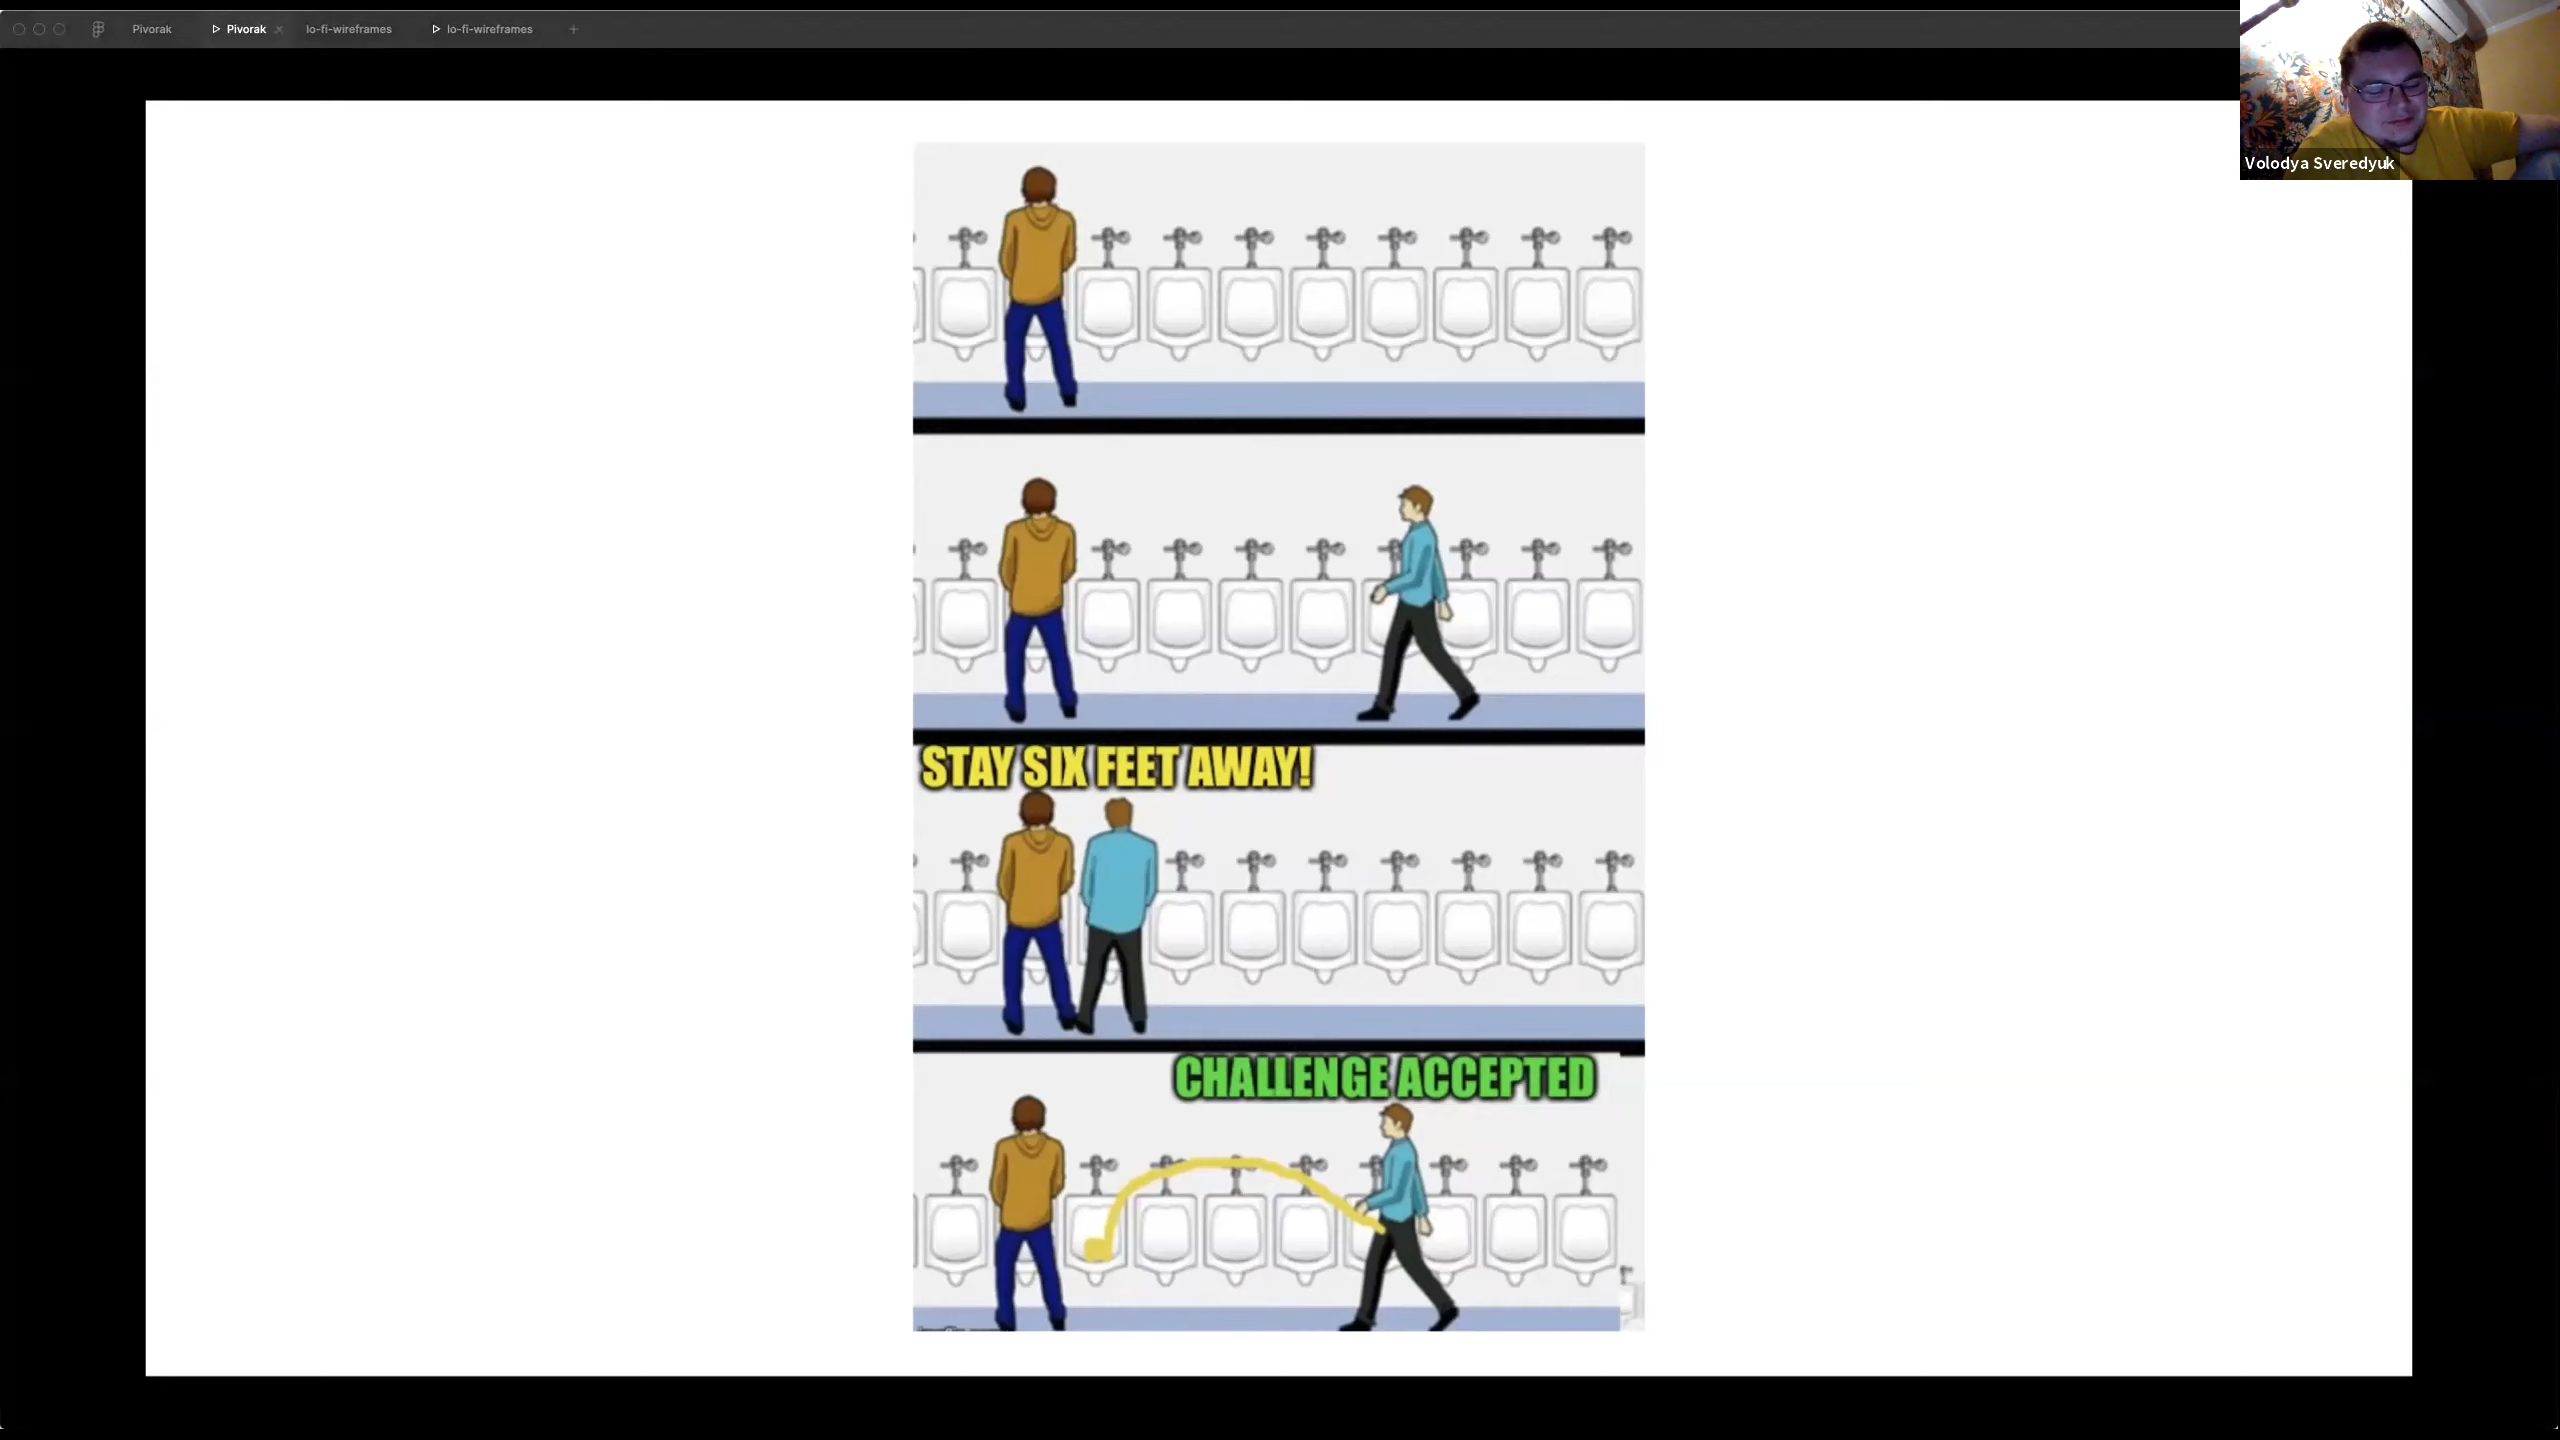 Pivorak Pivorak lo-fi-wireframes lo-fi-wireframes
Volodya Sveredyuk
STAY SIX FEET AWAY!
CHALLENGE ACCEPTED